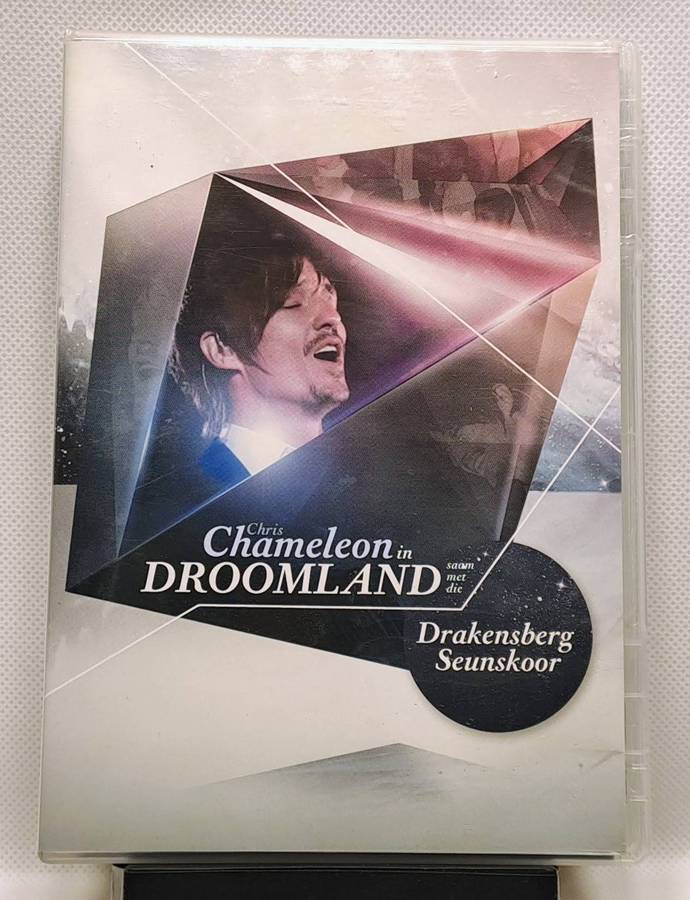 Chris
Chameleon in
DROOMLAND
saam
met
die
Drakensberg
Seunskoor